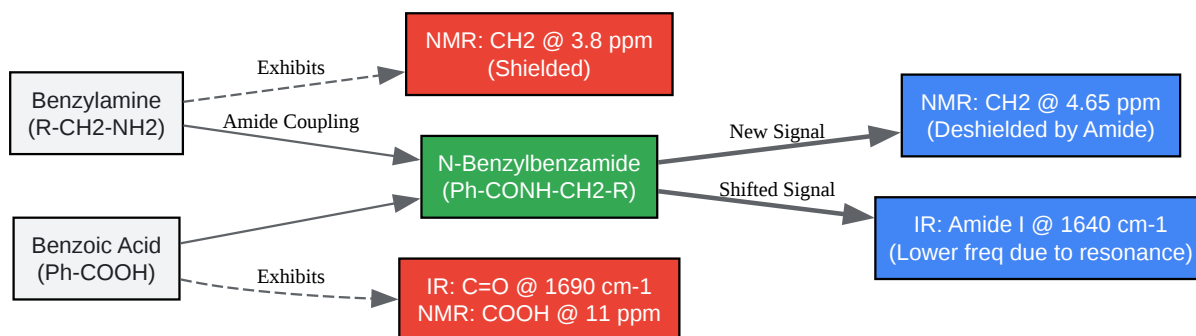 Benzylamine
(R-CH2-NH2)
Exhibits
Amide Coupling
NMR: CH2 @ 3.8 ppm
(Shielded)
Benzoic Acid
(Ph-COOH)
Exhibits
IR: C=O @ 1690 cm-1
NMR: COOH @ 11 ppm
N-Benzylbenzamide
(Ph-CONH-CH2-R)
New Signal
NMR: CH2 @ 4.65 ppm
(Deshielded by Amide)
Shifted Signal
IR: Amide I @ 1640 cm-1
(Lower freq due to resonance)